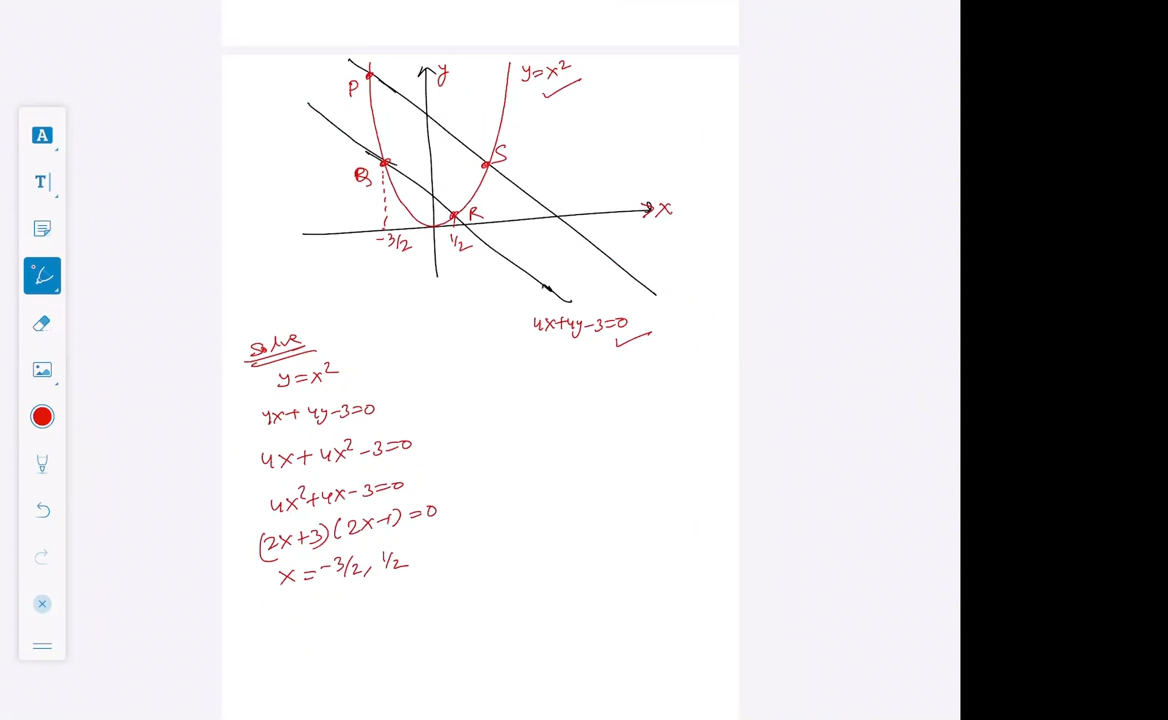 y
y=x²
P
S
Q
R
x
-3/2
1/2
4x+4y-3=0
Solve
y=x²
4x+4y-3=0
4x+4x²-3=0
4x²+4x-3=0
(2x+3)(2x-1)=0
x=-3/2, 1/2
A
T